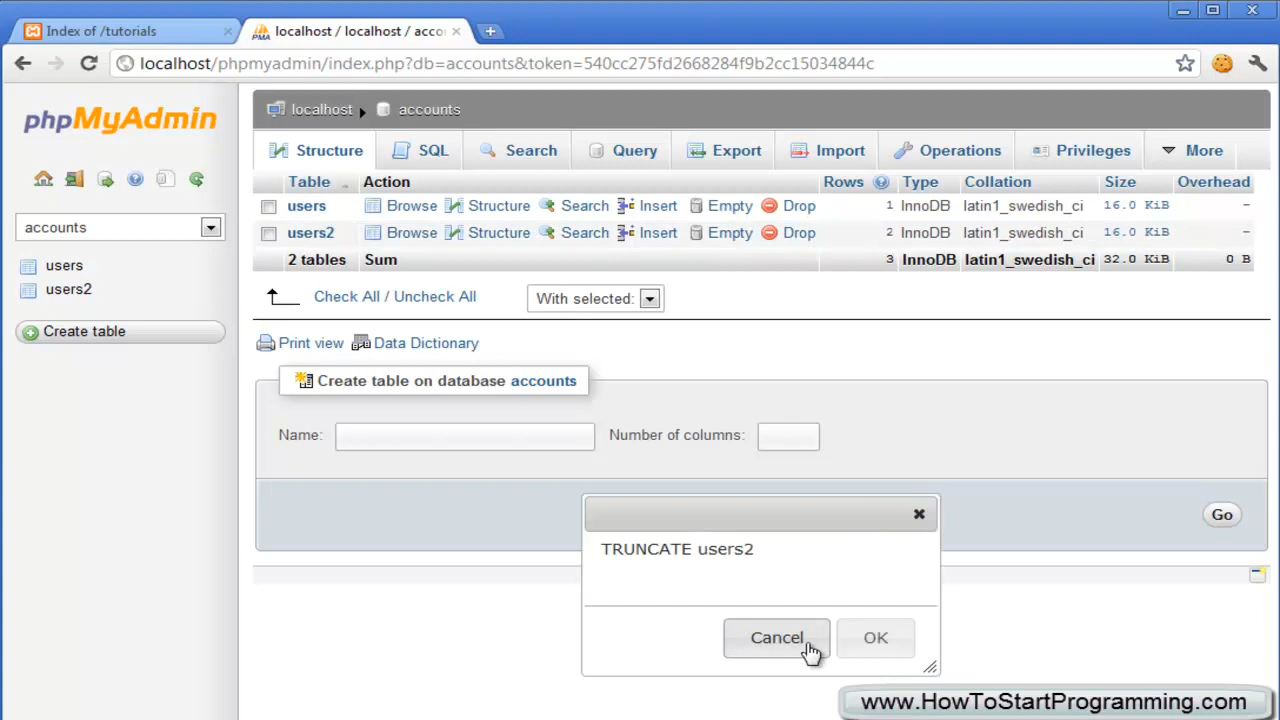 Index of /tutorials
localhost / localhost / acco
localhost/phpmyadmin/index.php?db=accounts&token=540cc275fd2668284f9b2cc15034844c
phpMyAdmin
localhost ▸ accounts
Structure SQL Search Query Export Import Operations Privileges More
accounts
users
users2
Create table
Table Action Rows Type Collation Size Overhead
users Browse Structure Search Insert Empty Drop 1 InnoDB latin1_swedish_ci 16.0 KiB -
users2 Browse Structure Search Insert Empty Drop 2 InnoDB latin1_swedish_ci 16.0 KiB -
2 tables Sum 3 InnoDB latin1_swedish_ci 32.0 KiB 0 B
Check All / Uncheck All With selected:
Print view Data Dictionary
Create table on database accounts
Name: Number of columns:
Go
TRUNCATE users2
Cancel OK
www.HowToStartProgramming.com